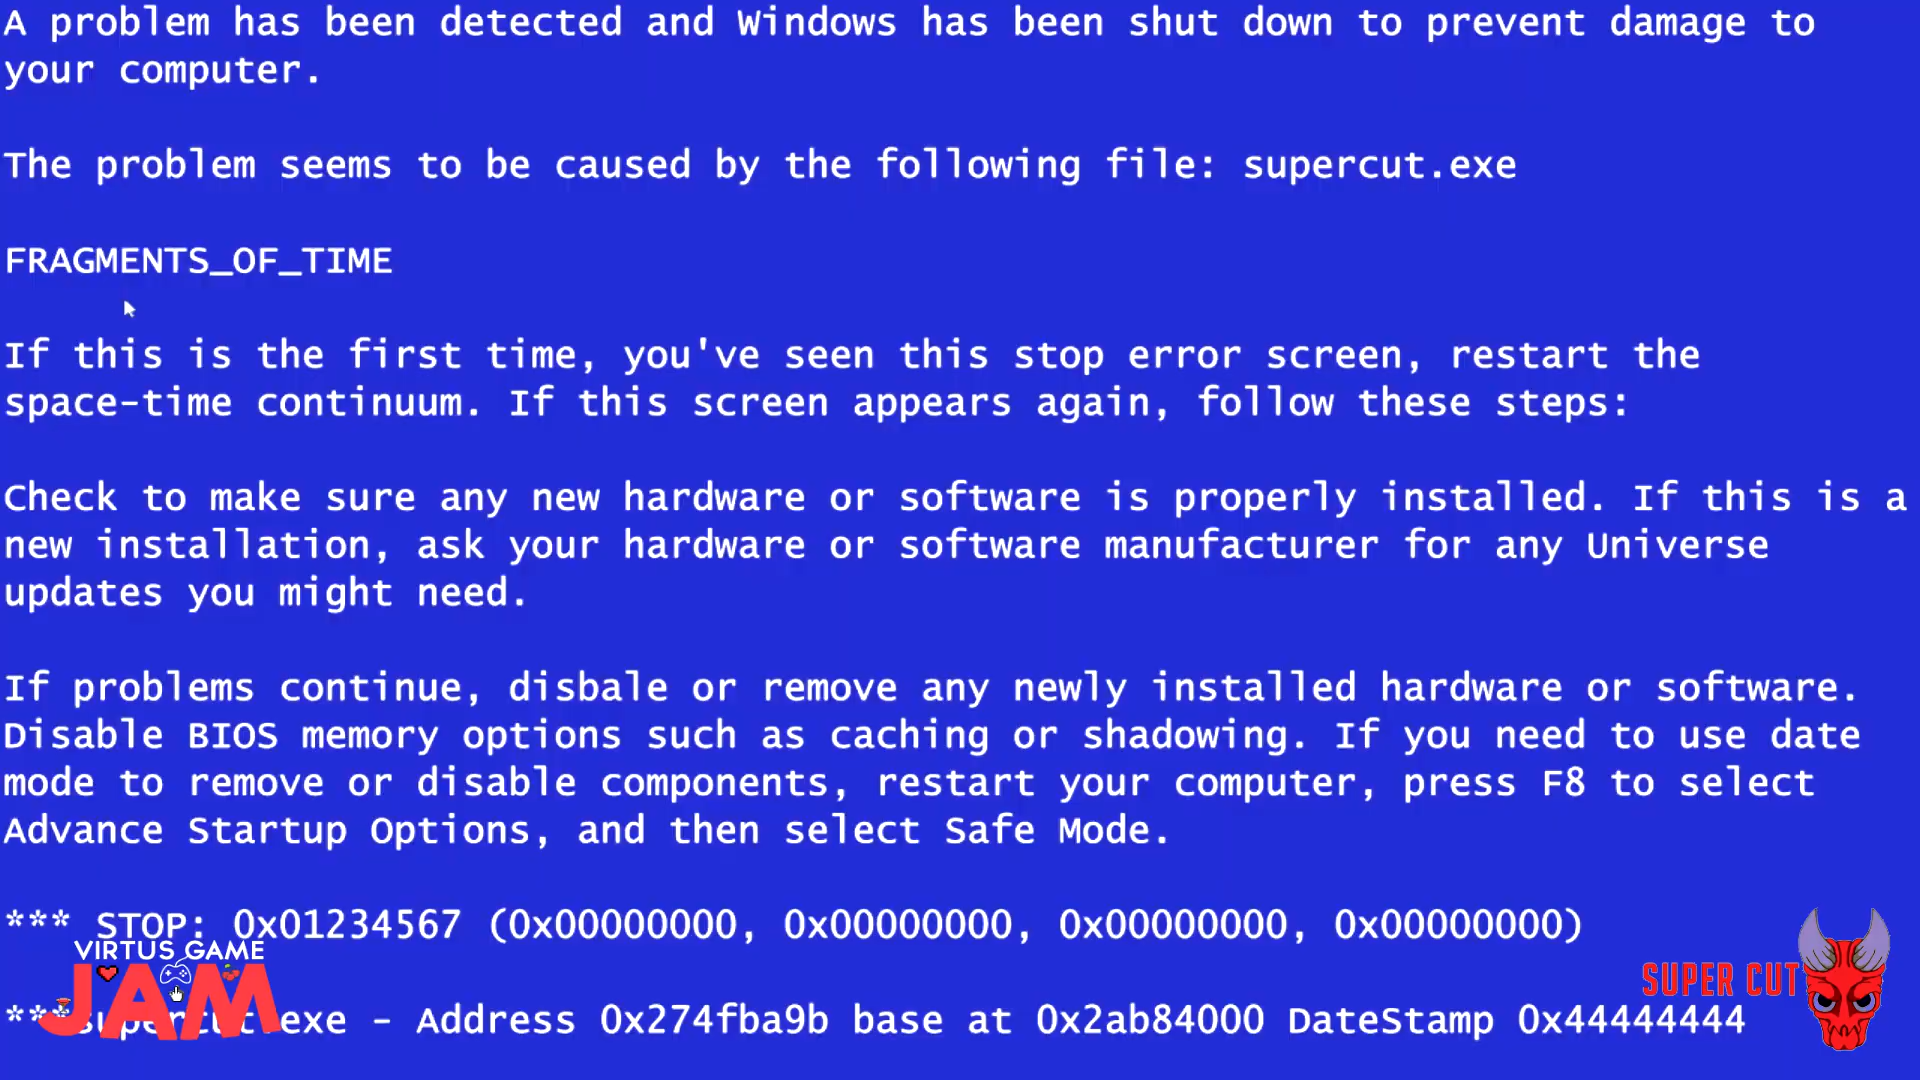 A problem has been detected and Windows has been shut down to prevent damage to
your computer.
The problem seems to be caused by the following file: supercut.exe
FRAGMENTS_OF_TIME
If this is the first time, you've seen this stop error screen, restart the
space-time continuum. If this screen appears again, follow these steps:
Check to make sure any new hardware or software is properly installed. If this is a
new installation, ask your hardware or software manufacturer for any Universe
updates you might need.
If problems continue, disbale or remove any newly installed hardware or software.
Disable BIOS memory options such as caching or shadowing. If you need to use date
mode to remove or disable components, restart your computer, press F8 to select
Advance Startup Options, and then select Safe Mode.
*** STOP: 0x01234567 (0x00000000, 0x00000000, 0x00000000, 0x00000000)
VIRTUS GAME
JAM
SUPER CUT
***supercut.exe - Address 0x274fba9b base at 0x2ab84000 DateStamp 0x44444444